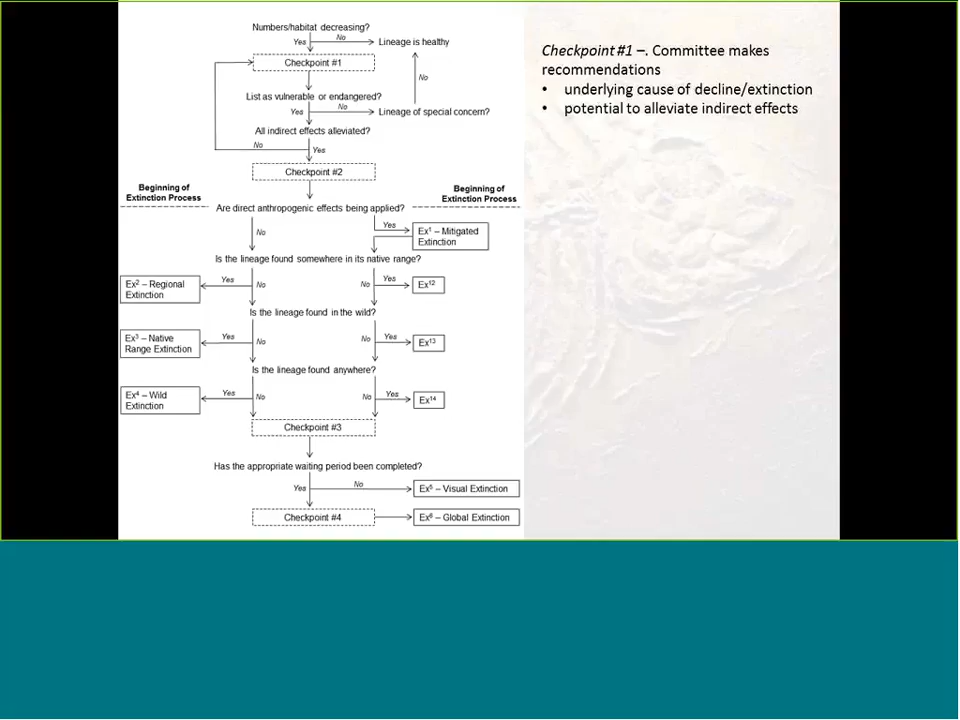 Numbers/habitat decreasing?
Yes No Lineage is healthy
Checkpoint #1
No
List as vulnerable or endangered?
Yes No Lineage of special concern?
All indirect effects alleviated?
No Yes
Checkpoint #2
Beginning of
Extinction Process
Beginning of
Extinction Process
Are direct anthropogenic effects being applied?
No Yes
Ex¹ – Mitigated
Extinction
Is the lineage found somewhere in its native range?
Ex² – Regional
Extinction
Yes No No Yes Ex¹²
Is the lineage found in the wild?
Ex³ – Native
Range Extinction
Yes No No Yes Ex¹³
Is the lineage found anywhere?
Ex⁴ – Wild
Extinction
Yes No No Yes Ex¹⁴
Checkpoint #3
Has the appropriate waiting period been completed?
Yes No Ex⁵ – Visual Extinction
Checkpoint #4 Ex⁶ – Global Extinction
Checkpoint #1 –. Committee makes
recommendations
• underlying cause of decline/extinction
• potential to alleviate indirect effects